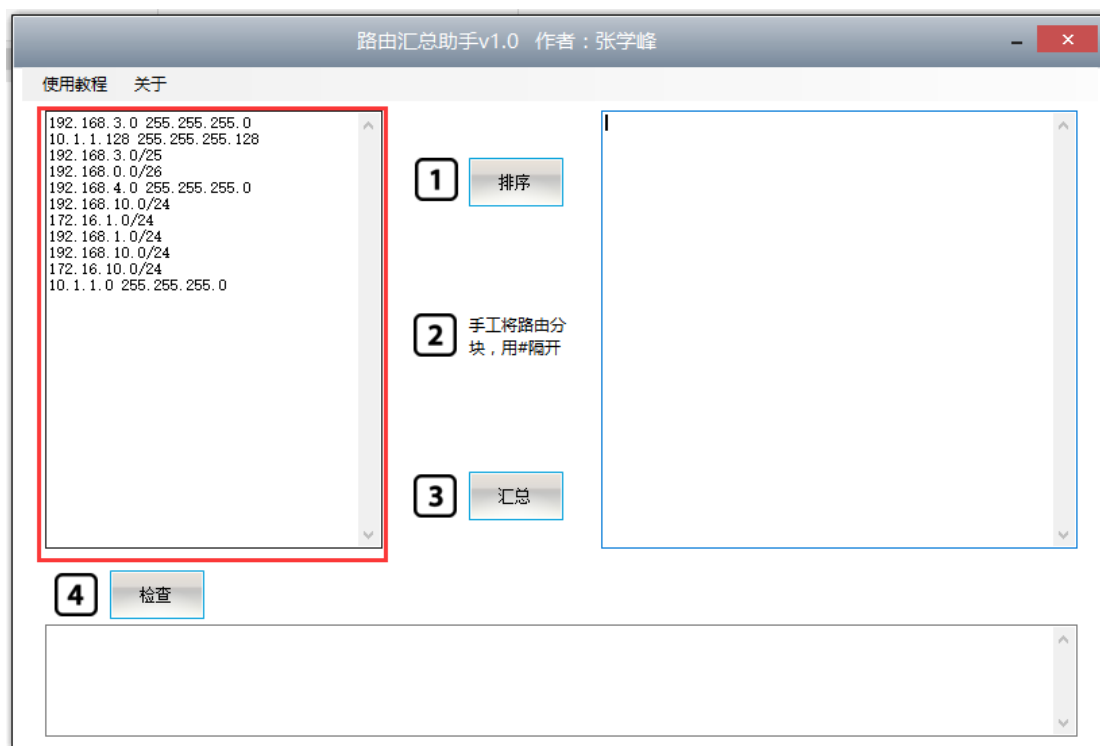 路由汇总助手v1.0 作者：张学峰
使用教程 关于
192.168.3.0 255.255.255.0
10.1.1.128 255.255.255.128
192.168.3.0/25
192.168.0.0/26
192.168.4.0 255.255.255.0
192.168.10.0/24
172.16.1.0/24
192.168.1.0/24
192.168.10.0/24
172.16.10.0/24
10.1.1.0 255.255.255.0
1 排序
2 手工将路由分
块，用#隔开
3 汇总
4 检查